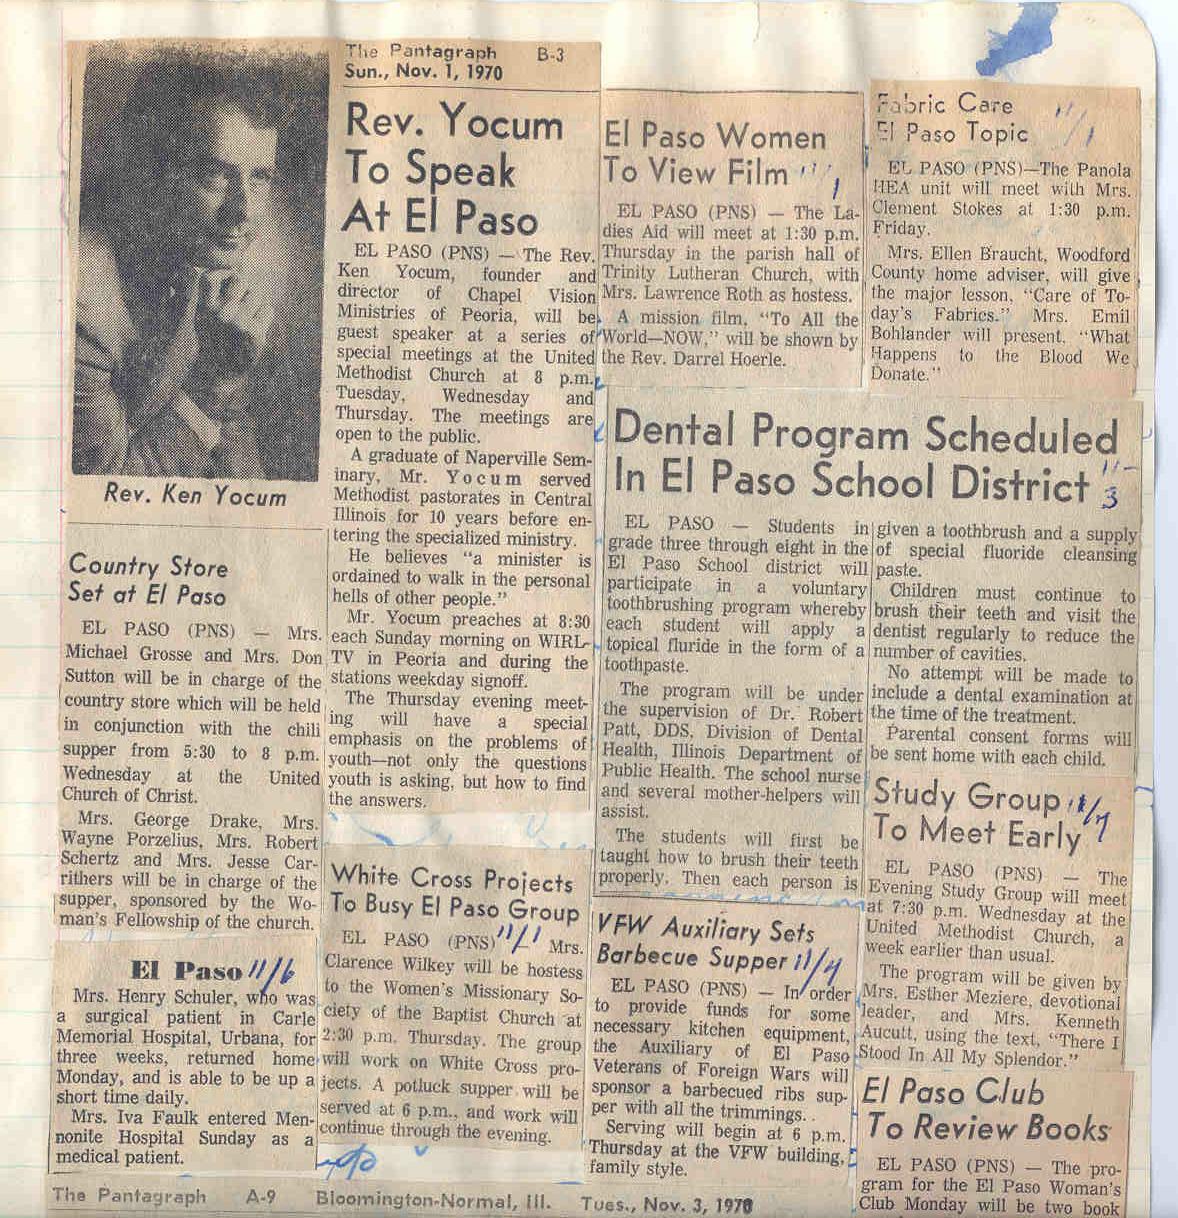 The Pantagraph B-3
Sun., Nov. 1, 1970
Rev. Ken Yocum
Rev. Yocum
To Speak
At El Paso
EL PASO (PNS) — The Rev.
Ken Yocum, founder and
director of Chapel Vision
Ministries of Peoria, will be
guest speaker at a series of
special meetings at the United
Methodist Church at 8 p.m.
Tuesday, Wednesday and
Thursday. The meetings are
open to the public.
A graduate of Naperville Sem-
inary, Mr. Yocum served
Methodist pastorates in Central
Illinois for 10 years before en-
tering the specialized ministry.
He believes "a minister is
ordained to walk in the personal
hells of other people."
Mr. Yocum preaches at 8:30
each Sunday morning on WIRL-
TV in Peoria and during the
stations weekday signoff.
The Thursday evening meet-
ing will have a special
emphasis on the problems of
youth—not only the questions
youth is asking, but how to find
the answers.
El Paso Women
To View Film 11/1
EL PASO (PNS) — The La-
dies Aid will meet at 1:30 p.m.
Thursday in the parish hall of
Trinity Lutheran Church, with
Mrs. Lawrence Roth as hostess.
A mission film, "To All the
World—NOW," will be shown by
the Rev. Darrel Hoerle.
Fabric Care 11/1
El Paso Topic
EL PASO (PNS)—The Panola
HEA unit will meet with Mrs.
Clement Stokes at 1:30 p.m.
Friday.
Mrs. Ellen Braucht, Woodford
County home adviser, will give
the major lesson, "Care of To-
day's Fabrics." Mrs. Emil
Bohlander will present, "What
Happens to the Blood We
Donate."
Dental Program Scheduled
In El Paso School District 11-3
EL PASO — Students in
grade three through eight in the
El Paso School district will
participate in a voluntary
toothbrushing program whereby
each student will apply a
topical fluride in the form of a
toothpaste.
The program will be under
the supervision of Dr. Robert
Patt, DDS, Division of Dental
Health, Illinois Department of
Public Health. The school nurse
and several mother-helpers will
assist.
The students will first be
taught how to brush their teeth
properly. Then each person is
given a toothbrush and a supply
of special fluoride cleansing
paste.
Children must continue to
brush their teeth and visit the
dentist regularly to reduce the
number of cavities.
No attempt will be made to
include a dental examination at
the time of the treatment.
Parental consent forms will
be sent home with each child.
Country Store
Set at El Paso
EL PASO (PNS) — Mrs.
Michael Grosse and Mrs. Don
Sutton will be in charge of the
country store which will be held
in conjunction with the chili
supper from 5:30 to 8 p.m.
Wednesday at the United
Church of Christ.
Mrs. George Drake, Mrs.
Wayne Porzelius, Mrs. Robert
Schertz and Mrs. Jesse Car-
rithers will be in charge of the
supper, sponsored by the Wo-
man's Fellowship of the church.
El Paso 11/6
Mrs. Henry Schuler, who was
a surgical patient in Carle
Memorial Hospital, Urbana, for
three weeks, returned home
Monday, and is able to be up a
short time daily.
Mrs. Iva Faulk entered Men-
nonite Hospital Sunday as a
medical patient.
White Cross Projects
To Busy El Paso Group
EL PASO (PNS) 11/1 Mrs.
Clarence Wilkey will be hostess
to the Women's Missionary So-
ciety of the Baptist Church at
2:30 p.m. Thursday. The group
will work on White Cross pro-
jects. A potluck supper will be
served at 6 p.m., and work will
continue through the evening.
VFW Auxiliary Sets
Barbecue Supper 11/4
EL PASO (PNS) — In order
to provide funds for some
necessary kitchen equipment,
the Auxiliary of El Paso
Veterans of Foreign Wars will
sponsor a barbecued ribs sup-
per with all the trimmings.
Serving will begin at 6 p.m.
Thursday at the VFW building,
family style.
Study Group 11/7
To Meet Early
EL PASO (PNS) — The
Evening Study Group will meet
at 7:30 p.m. Wednesday at the
United Methodist Church, a
week earlier than usual.
The program will be given by
Mrs. Esther Meziere, devotional
leader, and Mrs. Kenneth
Aucutt, using the text, "There I
Stood In All My Splendor."
El Paso Club
To Review Books
EL PASO (PNS) — The pro-
gram for the El Paso Woman's
Club Monday will be two book
The Pantagraph A-9 Bloomington-Normal, Ill. Tues., Nov. 3, 1970